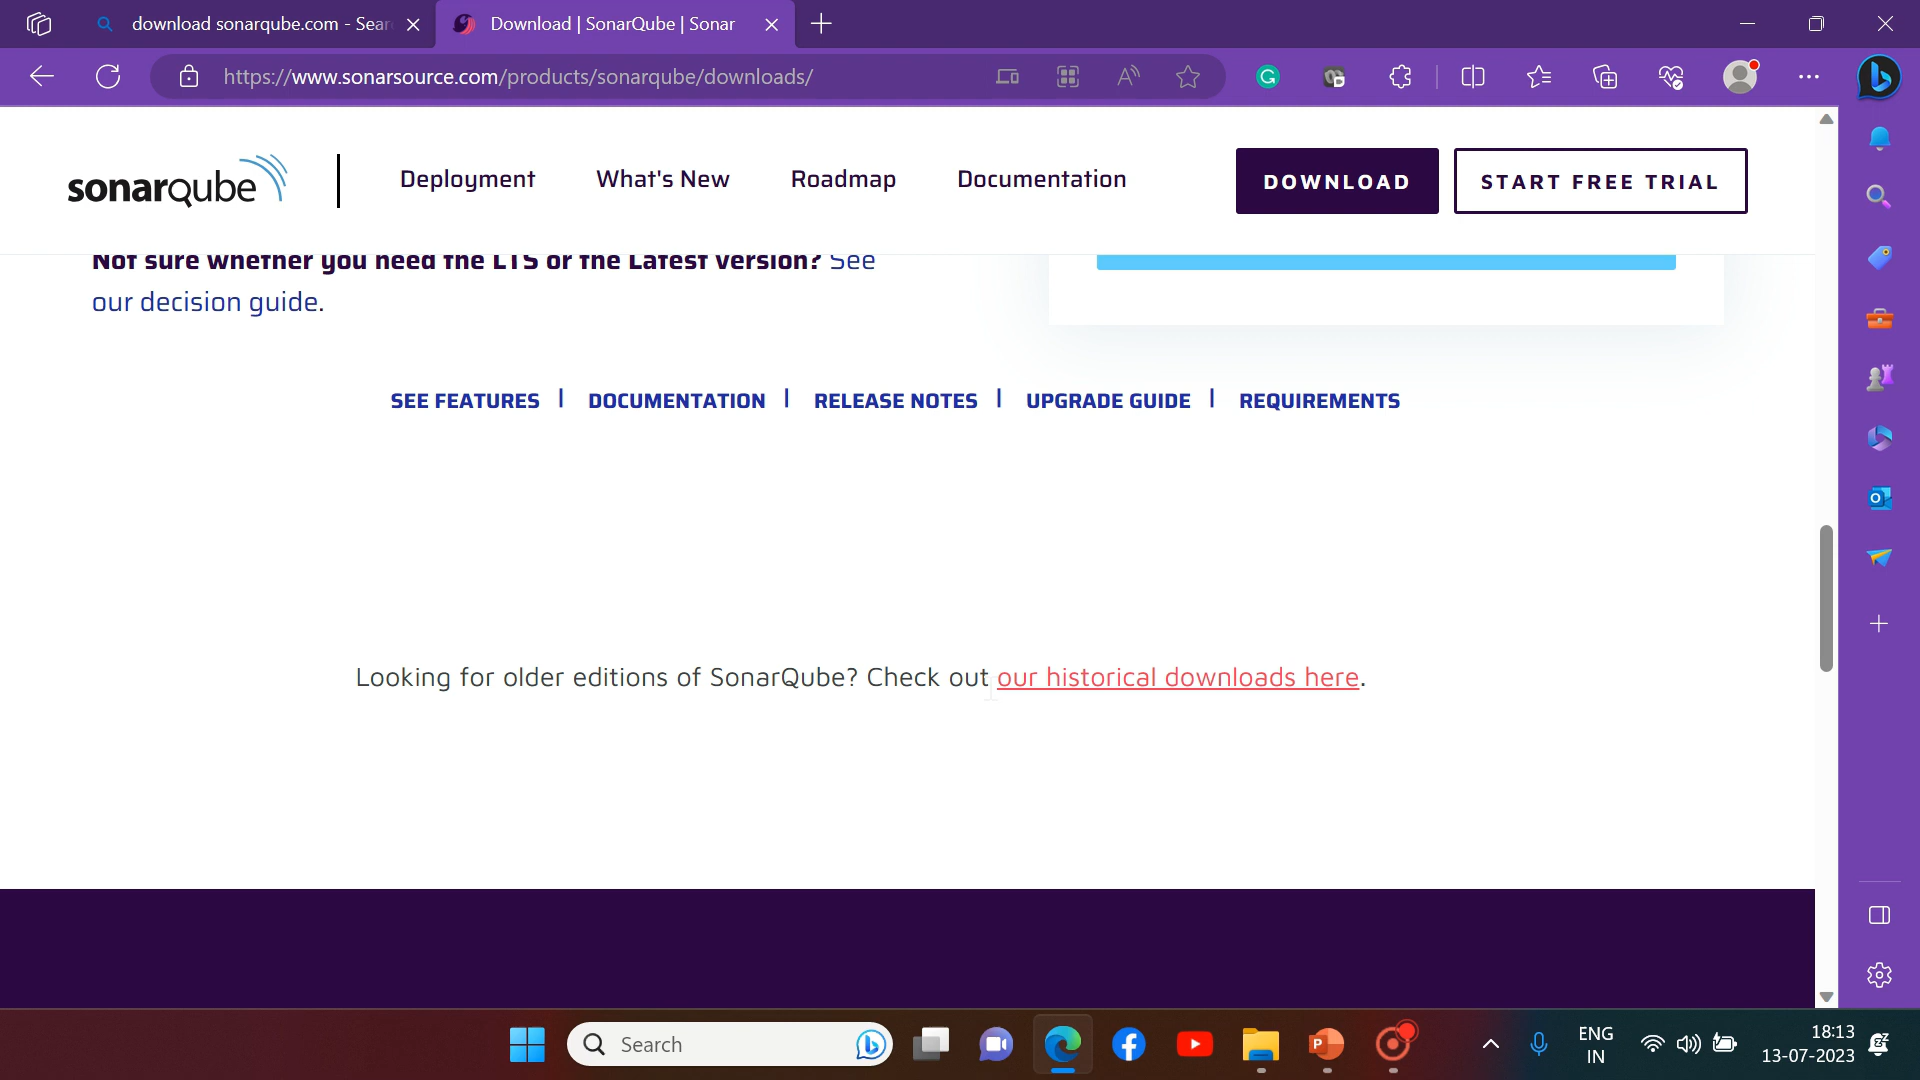 download sonarqube.com - Sear
Download | SonarQube | Sonar
https://www.sonarsource.com/products/sonarqube/downloads/
sonarqube
Deployment
What's New
Roadmap
Documentation
DOWNLOAD
START FREE TRIAL
Not sure whether you need the LTS or the Latest version? See
our decision guide.
SEE FEATURES | DOCUMENTATION | RELEASE NOTES | UPGRADE GUIDE | REQUIREMENTS
Looking for older editions of SonarQube? Check out our historical downloads here.
Search
ENG
IN
18:13
13-07-2023